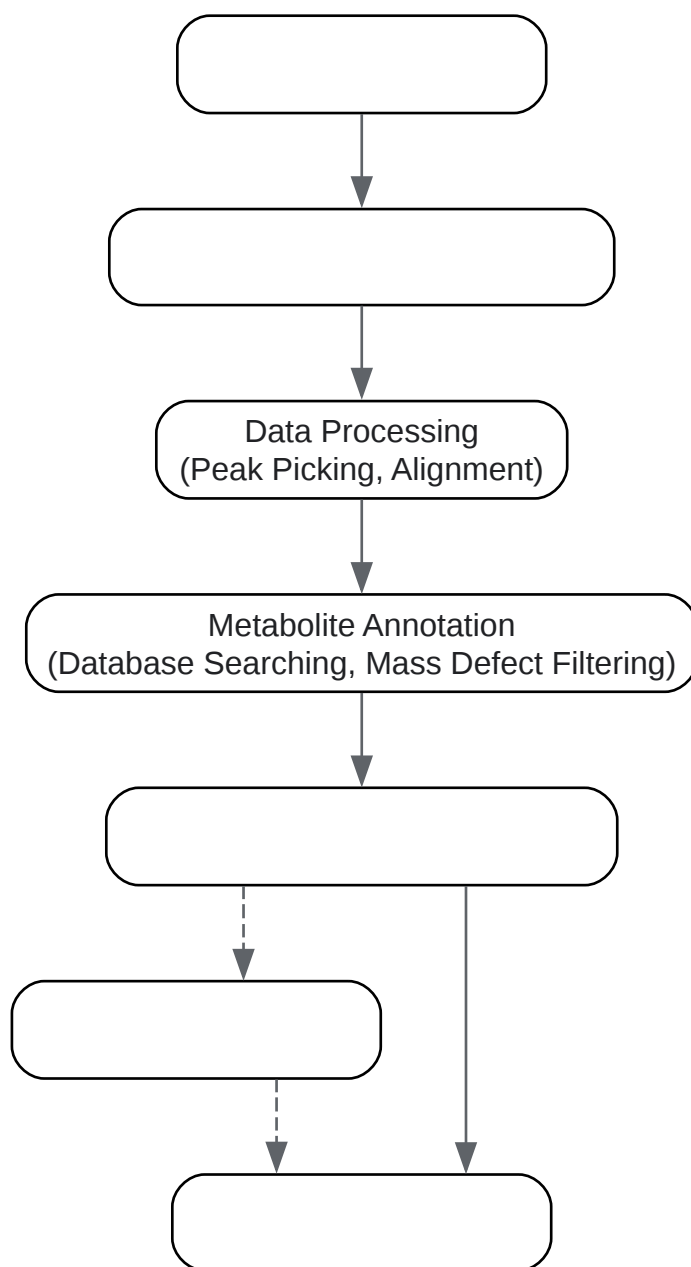 Data Processing
(Peak Picking, Alignment)
Metabolite Annotation
(Database Searching, Mass Defect Filtering)